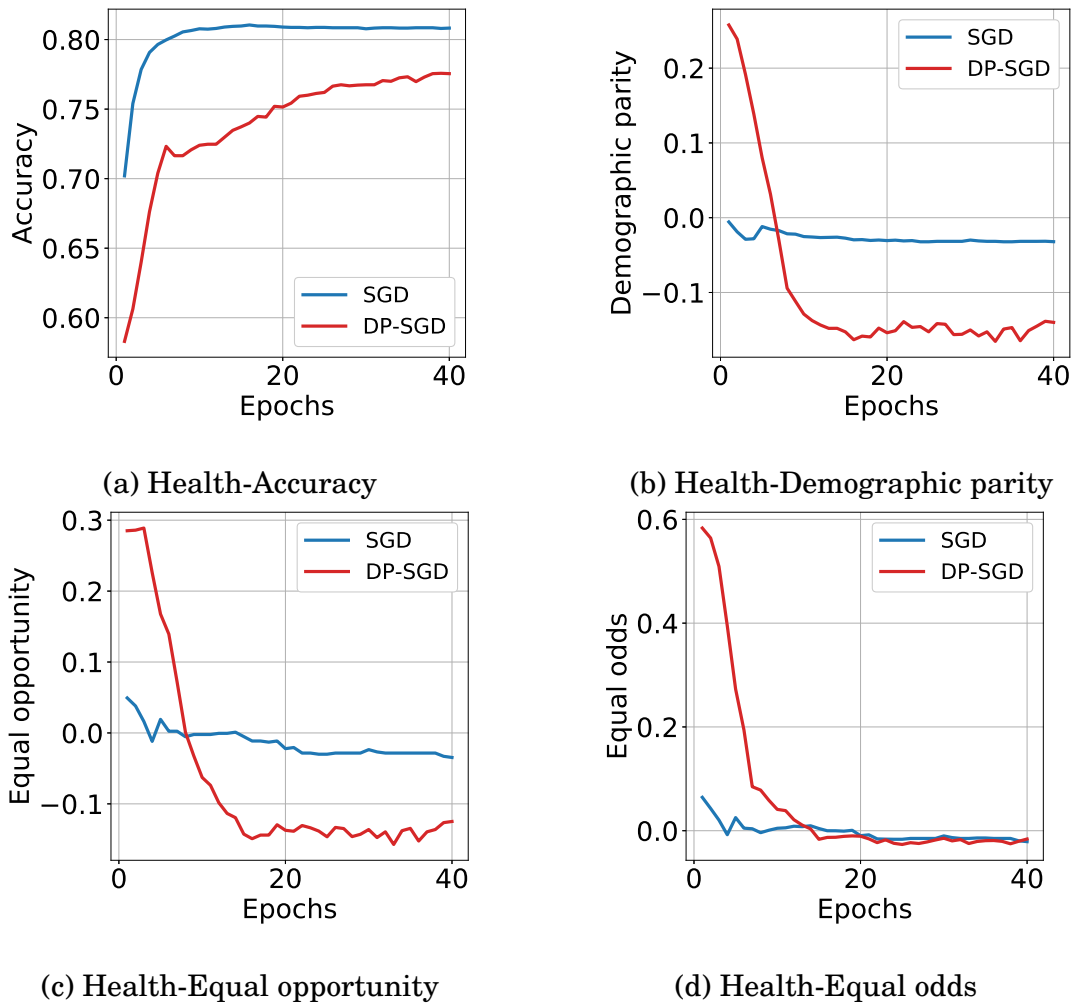 0.80
0.75
0.70
0.65
0.60
Accuracy
SGD
DP-SGD
0 20 40
Epochs
(a) Health-Accuracy
0.2
0.1
0.0
−0.1
Demographic parity
SGD
DP-SGD
0 20 40
Epochs
(b) Health-Demographic parity
0.3
0.2
0.1
0.0
−0.1
Equal opportunity
SGD
DP-SGD
0 20 40
Epochs
(c) Health-Equal opportunity
0.6
0.4
0.2
0.0
Equal odds
SGD
DP-SGD
0 20 40
Epochs
(d) Health-Equal odds